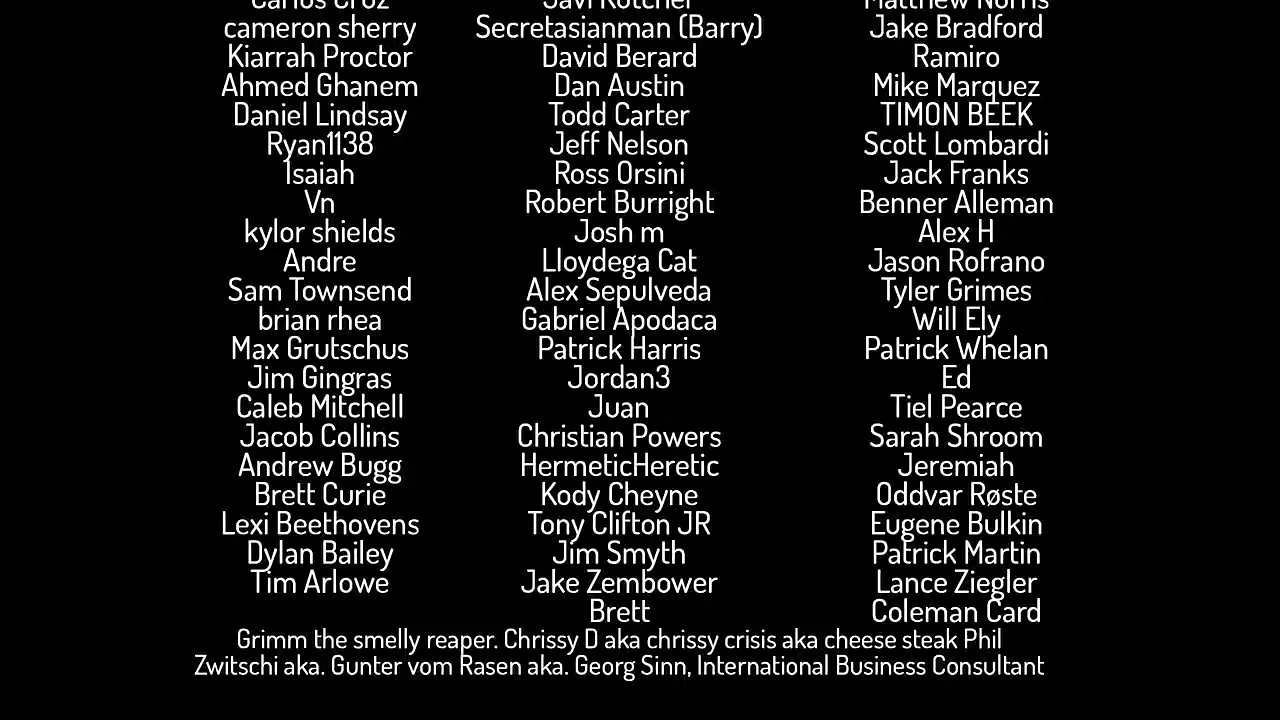 Carlos Cruz Javi Kotcher Matthew Norris
cameron sherry Secretasianman (Barry) Jake Bradford
Kiarrah Proctor David Berard Ramiro
Ahmed Ghanem Dan Austin Mike Marquez
Daniel Lindsay Todd Carter TIMON BEEK
Ryan1138 Jeff Nelson Scott Lombardi
Isaiah Ross Orsini Jack Franks
Vn Robert Burright Benner Alleman
kylor shields Josh m Alex H
Andre Lloydega Cat Jason Rofrano
Sam Townsend Alex Sepulveda Tyler Grimes
brian rhea Gabriel Apodaca Will Ely
Max Grutschus Patrick Harris Patrick Whelan
Jim Gingras Jordan3 Ed
Caleb Mitchell Juan Tiel Pearce
Jacob Collins Christian Powers Sarah Shroom
Andrew Bugg HermeticHeretic Jeremiah
Brett Curie Kody Cheyne Oddvar Røste
Lexi Beethovens Tony Clifton JR Eugene Bulkin
Dylan Bailey Jim Smyth Patrick Martin
Tim Arlowe Jake Zembower Lance Ziegler
Brett Coleman Card
Grimm the smelly reaper. Chrissy D aka chrissy crisis aka cheese steak Phil
Zwitschi aka. Gunter vom Rasen aka. Georg Sinn, International Business Consultant